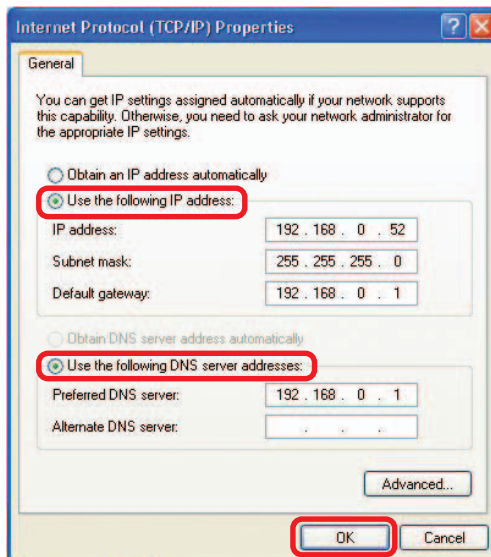 Internet Protocol (TCP/IP) Properties
General
You can get IP settings assigned automatically if your network supports
this capability. Otherwise, you need to ask your network administrator for
the appropriate IP settings.
Obtain an IP address automatically
Use the following IP address:
IP address: 192 . 168 . 0 . 52
Subnet mask: 255 . 255 . 255 . 0
Default gateway: 192 . 168 . 0 . 1
Obtain DNS server address automatically
Use the following DNS server addresses:
Preferred DNS server: 192 . 168 . 0 . 1
Alternate DNS server: . . .
Advanced...
OK Cancel